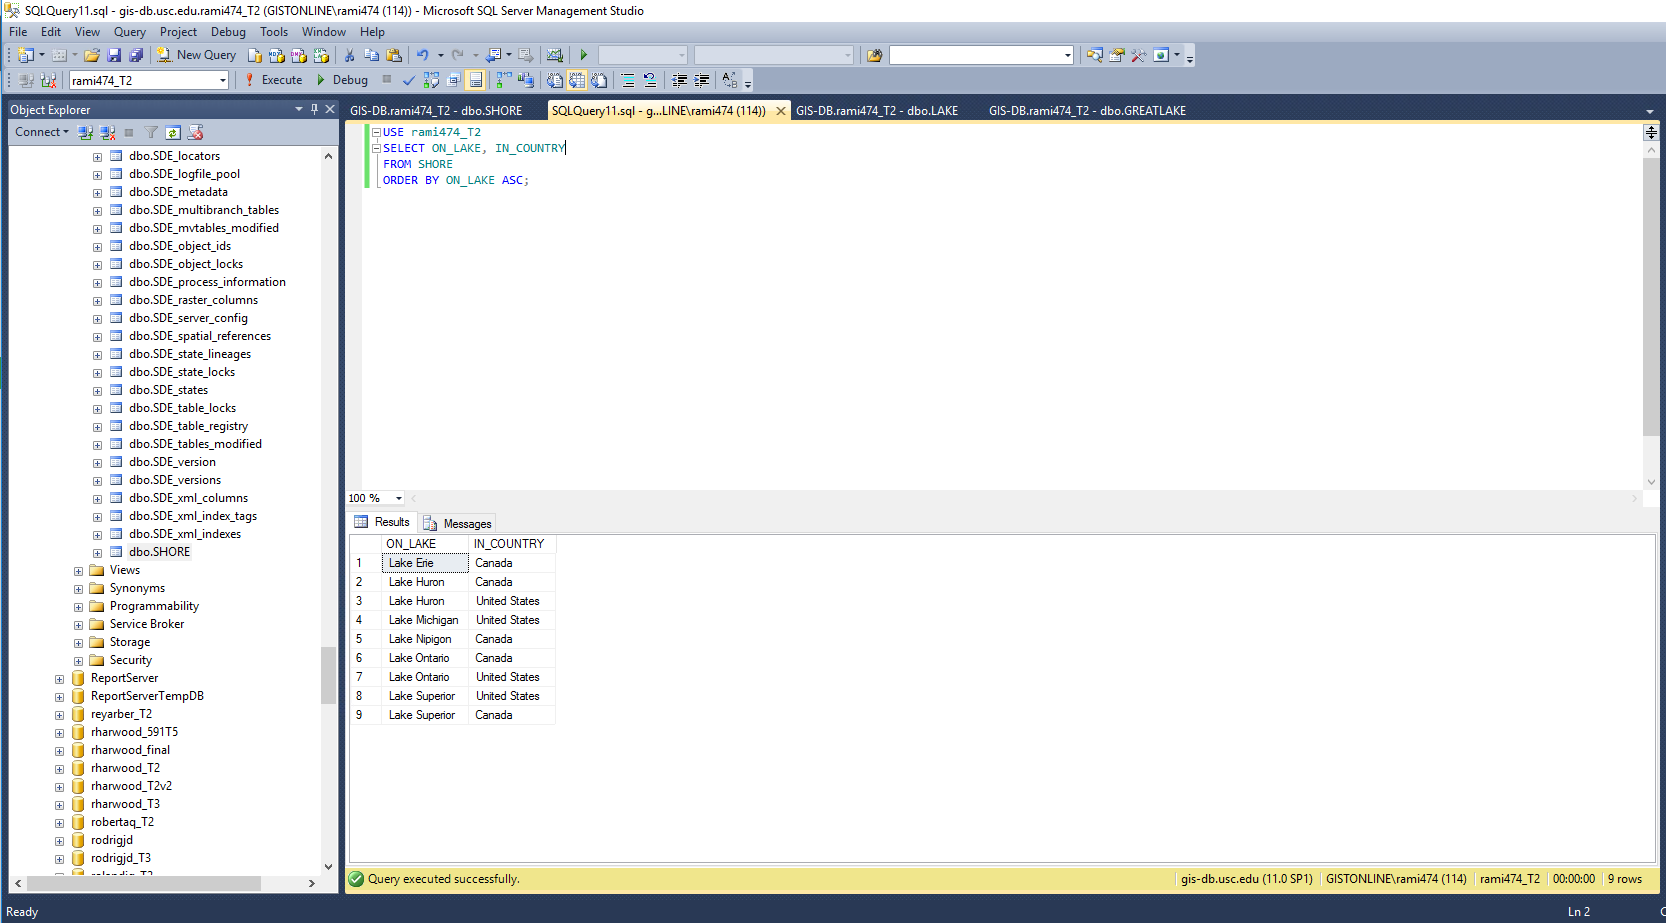 SQLQuery11.sql - gis-db.usc.edu.rami474_T2 (GISTONLINE\rami474 (114)) - Microsoft SQL Server Management Studio
File Edit View Query Project Debug Tools Window Help
New Query
rami474_T2 Execute Debug
Object Explorer
Connect
dbo.SDE_locators
dbo.SDE_logfile_pool
dbo.SDE_metadata
dbo.SDE_multibranch_tables
dbo.SDE_mvtables_modified
dbo.SDE_object_ids
dbo.SDE_object_locks
dbo.SDE_process_information
dbo.SDE_raster_columns
dbo.SDE_server_config
dbo.SDE_spatial_references
dbo.SDE_state_lineages
dbo.SDE_state_locks
dbo.SDE_states
dbo.SDE_table_locks
dbo.SDE_table_registry
dbo.SDE_tables_modified
dbo.SDE_version
dbo.SDE_versions
dbo.SDE_xml_columns
dbo.SDE_xml_index_tags
dbo.SDE_xml_indexes
dbo.SHORE
Views
Synonyms
Programmability
Service Broker
Storage
Security
ReportServer
ReportServerTempDB
reyarber_T2
rharwood_591T5
rharwood_final
rharwood_T2
rharwood_T2v2
rharwood_T3
robertaq_T2
rodrigjd
rodrigjd_T3
GIS-DB.rami474_T2 - dbo.SHORE SQLQuery11.sql - g...LINE\rami474 (114)) GIS-DB.rami474_T2 - dbo.LAKE GIS-DB.rami474_T2 - dbo.GREATLAKE
USE rami474_T2
SELECT ON_LAKE, IN_COUNTRY
FROM SHORE
ORDER BY ON_LAKE ASC;
100 %
Results Messages
ON_LAKE IN_COUNTRY
1 Lake Erie Canada
2 Lake Huron Canada
3 Lake Huron United States
4 Lake Michigan United States
5 Lake Nipigon Canada
6 Lake Ontario Canada
7 Lake Ontario United States
8 Lake Superior United States
9 Lake Superior Canada
Query executed successfully. gis-db.usc.edu (11.0 SP1) GISTONLINE\rami474 (114) rami474_T2 00:00:00 9 rows
Ready Ln 2